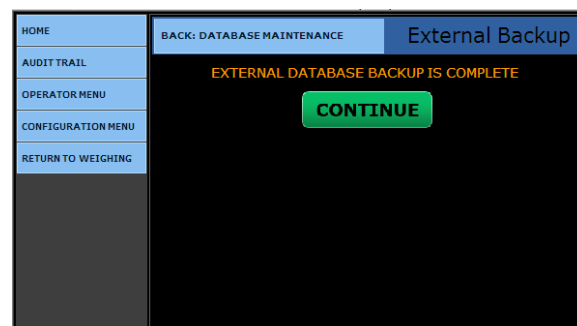 HOME
AUDIT TRAIL
OPERATOR MENU
CONFIGURATION MENU
RETURN TO WEIGHING
BACK: DATABASE MAINTENANCE
External Backup
EXTERNAL DATABASE BACKUP IS COMPLETE
CONTINUE